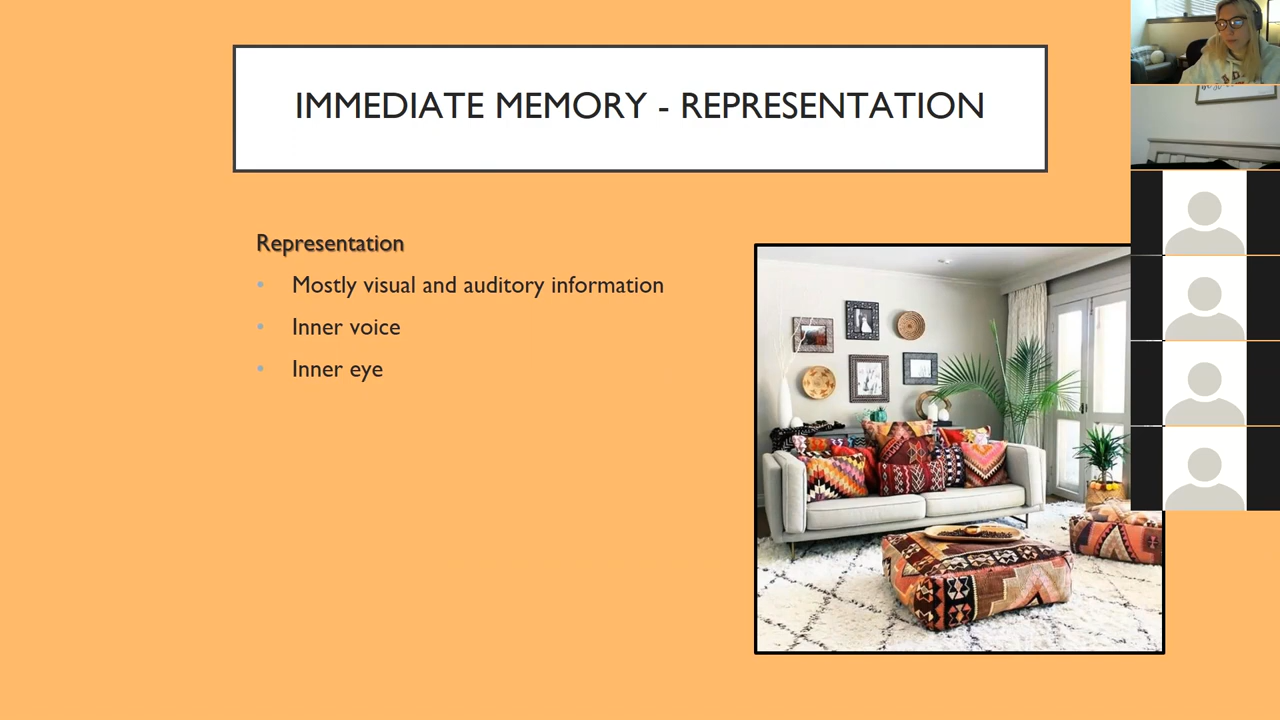 IMMEDIATE MEMORY - REPRESENTATION
Representation
• Mostly visual and auditory information
• Inner voice
• Inner eye